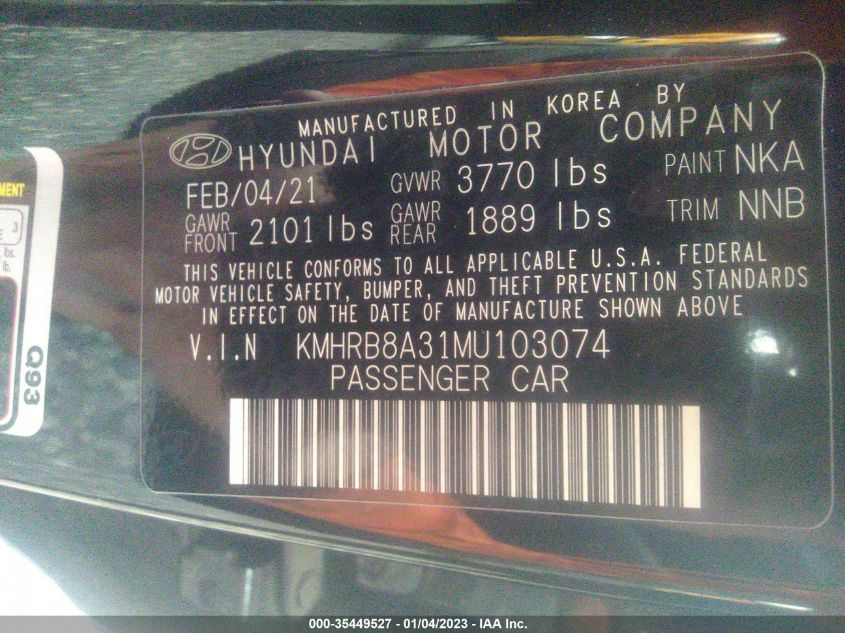 MANUFACTURED IN KOREA BY
HYUNDAI MOTOR COMPANY
FEB/04/21 GVWR 3770 lbs PAINT NKA
GAWR FRONT 2101 lbs GAWR REAR 1889 lbs TRIM NNB
THIS VEHICLE CONFORMS TO ALL APPLICABLE U.S.A. FEDERAL
MOTOR VEHICLE SAFETY, BUMPER, AND THEFT PREVENTION STANDARDS
IN EFFECT ON THE DATE OF MANUFACTURE SHOWN ABOVE
V.I.N KMHRB8A31MU103074
PASSENGER CAR
3
lbs.
lb.
Q93
000-35449527 - 01/04/2023 - IAA Inc.